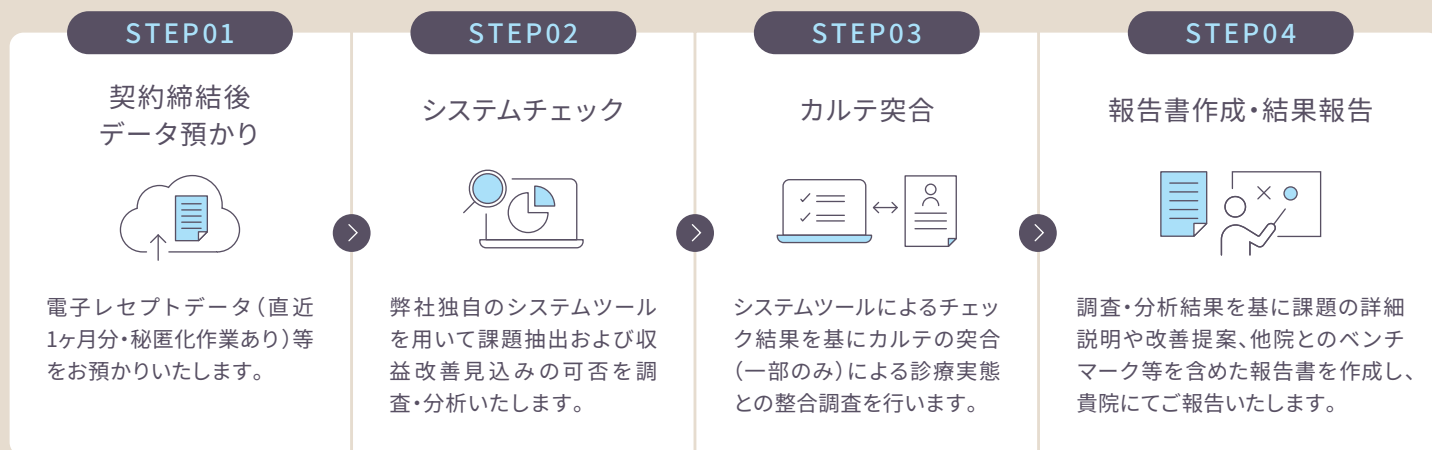 STEP01
契約締結後
データ預かり
電子レセプトデータ（直近
1ヶ月分・秘匿化作業あり）等
をお預かりいたします。
STEP02
システムチェック
弊社独自のシステムツール
を用いて課題抽出および収
益改善見込みの可否を調
査・分析いたします。
STEP03
カルテ突合
システムツールによるチェッ
ク結果を基にカルテの突合
（一部のみ）による診療実態
との整合調査を行います。
STEP04
報告書作成・結果報告
調査・分析結果を基に課題の詳細
説明や改善提案、他院とのベンチ
マーク等を含めた報告書を作成し、
貴院にてご報告いたします。